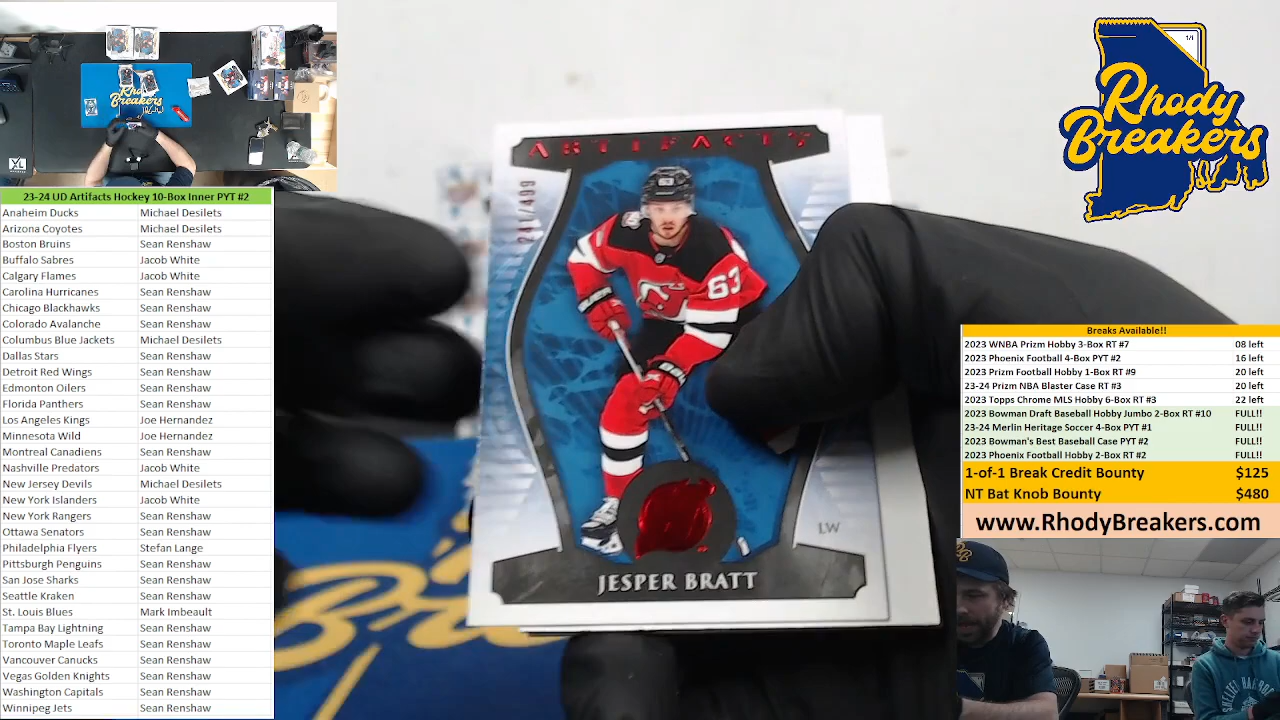 Rhody
Breakers
1/1
Rhody
Breakers
XL
23-24 UD Artifacts Hockey 10-Box Inner PYT #2
Anaheim Ducks Michael Desilets
Arizona Coyotes Michael Desilets
Boston Bruins Sean Renshaw
Buffalo Sabres Jacob White
Calgary Flames Jacob White
Carolina Hurricanes Sean Renshaw
Chicago Blackhawks Sean Renshaw
Colorado Avalanche Sean Renshaw
Columbus Blue Jackets Michael Desilets
Dallas Stars Sean Renshaw
Detroit Red Wings Sean Renshaw
Edmonton Oilers Sean Renshaw
Florida Panthers Sean Renshaw
Los Angeles Kings Joe Hernandez
Minnesota Wild Joe Hernandez
Montreal Canadiens Sean Renshaw
Nashville Predators Jacob White
New Jersey Devils Michael Desilets
New York Islanders Jacob White
New York Rangers Sean Renshaw
Ottawa Senators Sean Renshaw
Philadelphia Flyers Stefan Lange
Pittsburgh Penguins Sean Renshaw
San Jose Sharks Sean Renshaw
Seattle Kraken Sean Renshaw
St. Louis Blues Mark Imbeault
Tampa Bay Lightning Sean Renshaw
Toronto Maple Leafs Sean Renshaw
Vancouver Canucks Sean Renshaw
Vegas Golden Knights Sean Renshaw
Washington Capitals Sean Renshaw
Winnipeg Jets Sean Renshaw
ARTIFACTS
63
63
LW
JESPER BRATT
Breaks Available!!
2023 WNBA Prizm Hobby 3-Box RT #7 08 left
2023 Phoenix Football 4-Box PYT #2 16 left
2023 Prizm Football Hobby 1-Box RT #9 20 left
23-24 Prizm NBA Blaster Case RT #3 20 left
2023 Topps Chrome MLS Hobby 6-Box RT #3 22 left
2023 Bowman Draft Baseball Hobby Jumbo 2-Box RT #10 FULL!!
23-24 Merlin Heritage Soccer 4-Box PYT #1 FULL!!
2023 Bowman's Best Baseball Case PYT #2 FULL!!
2023 Phoenix Football Hobby 2-Box RT #2 FULL!!
1-of-1 Break Credit Bounty $125
NT Bat Knob Bounty $480
www.RhodyBreakers.com